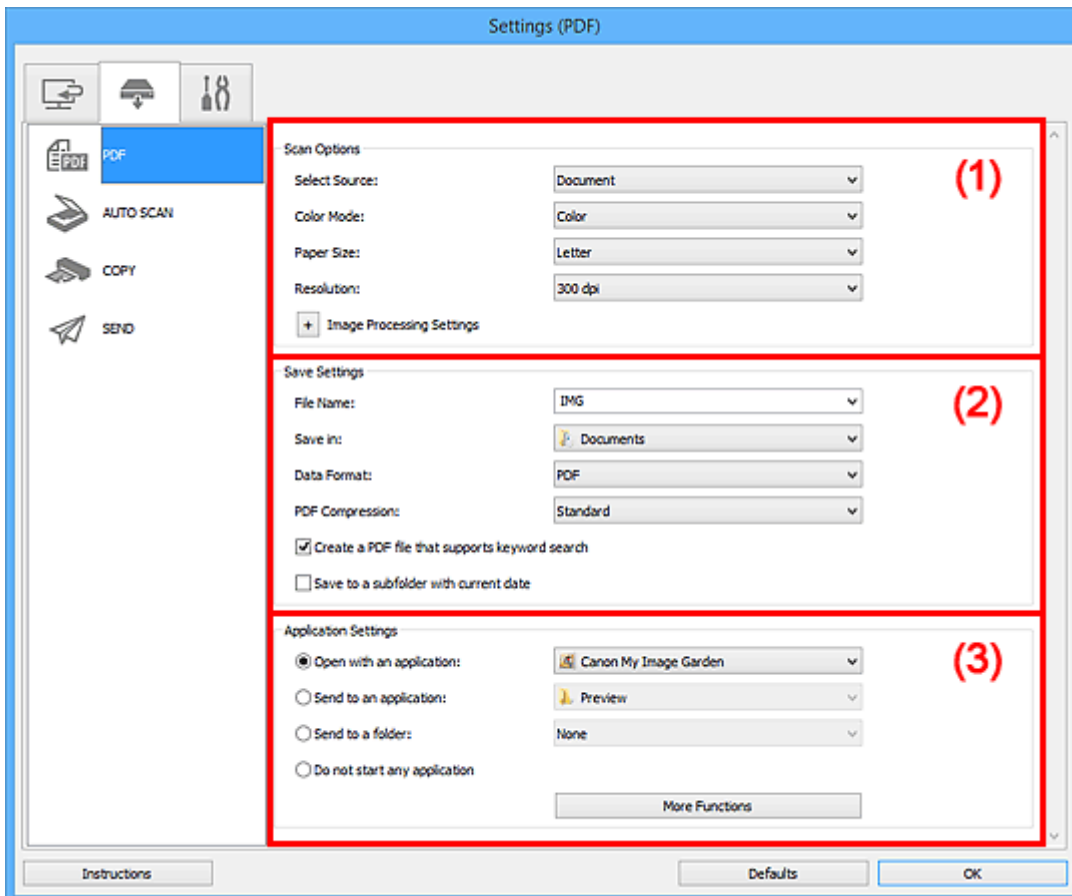 Settings (PDF)
PDF
PDF
AUTO SCAN
COPY
SEND
Scan Options
(1)
Select Source: Document
Color Mode: Color
Paper Size: Letter
Resolution: 300 dpi
+ Image Processing Settings
Save Settings
(2)
File Name: IMG
Save in: Documents
Data Format: PDF
PDF Compression: Standard
Create a PDF file that supports keyword search
Save to a subfolder with current date
Application Settings
(3)
Open with an application: Canon My Image Garden
Send to an application: Preview
Send to a folder: None
Do not start any application
More Functions
Instructions Defaults OK